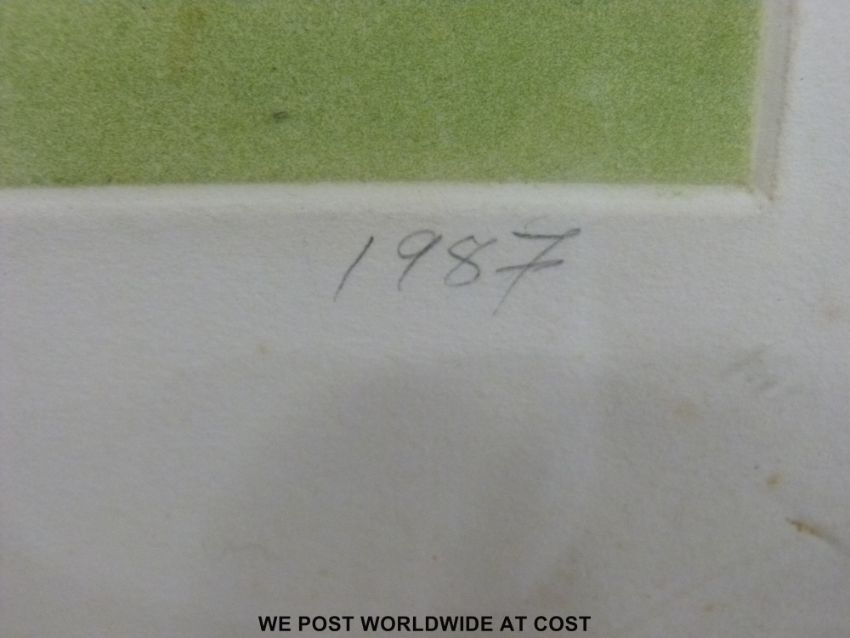 1987
WE POST WORLDWIDE AT COST